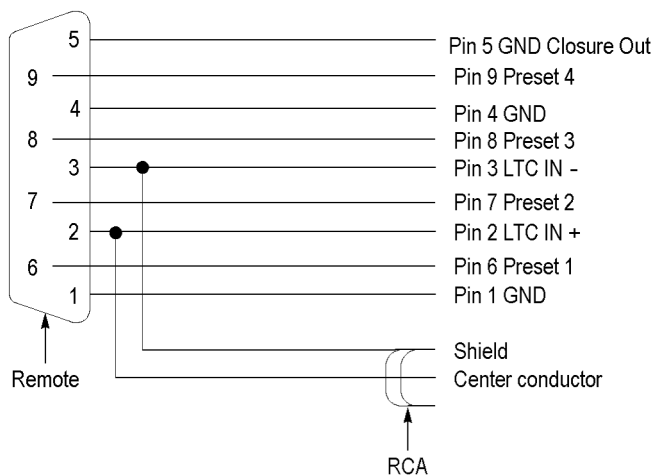 5 Pin 5 GND Closure Out
9 Pin 9 Preset 4
4 Pin 4 GND
8 Pin 8 Preset 3
3 Pin 3 LTC IN -
7 Pin 7 Preset 2
2 Pin 2 LTC IN +
6 Pin 6 Preset 1
1 Pin 1 GND
Shield
Remote Center conductor
RCA